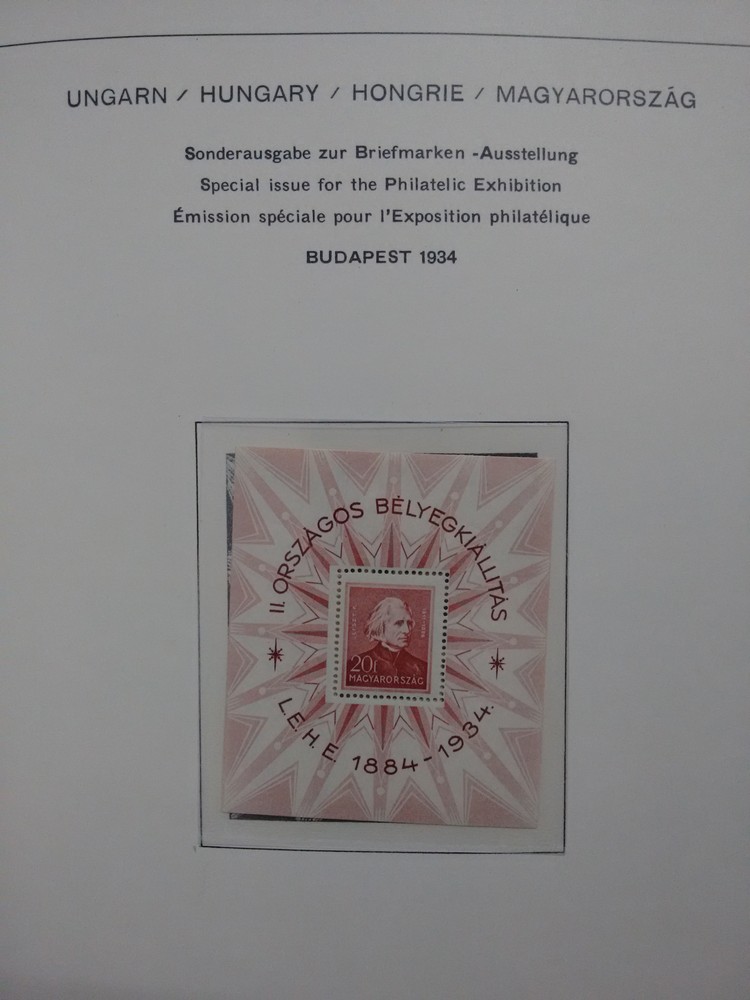 UNGARN / HUNGARY / HONGRIE / MAGYARORSZÁG
Sonderausgabe zur Briefmarken -Ausstellung
Special issue for the Philatelic Exhibition
Émission spéciale pour l'Exposition philatélique
BUDAPEST 1934
II. ORSZÁGOS BÉLYEGKIÁLLITÁS
20f
MAGYARORSZÁG
L.E.H.E. 1884-1934.